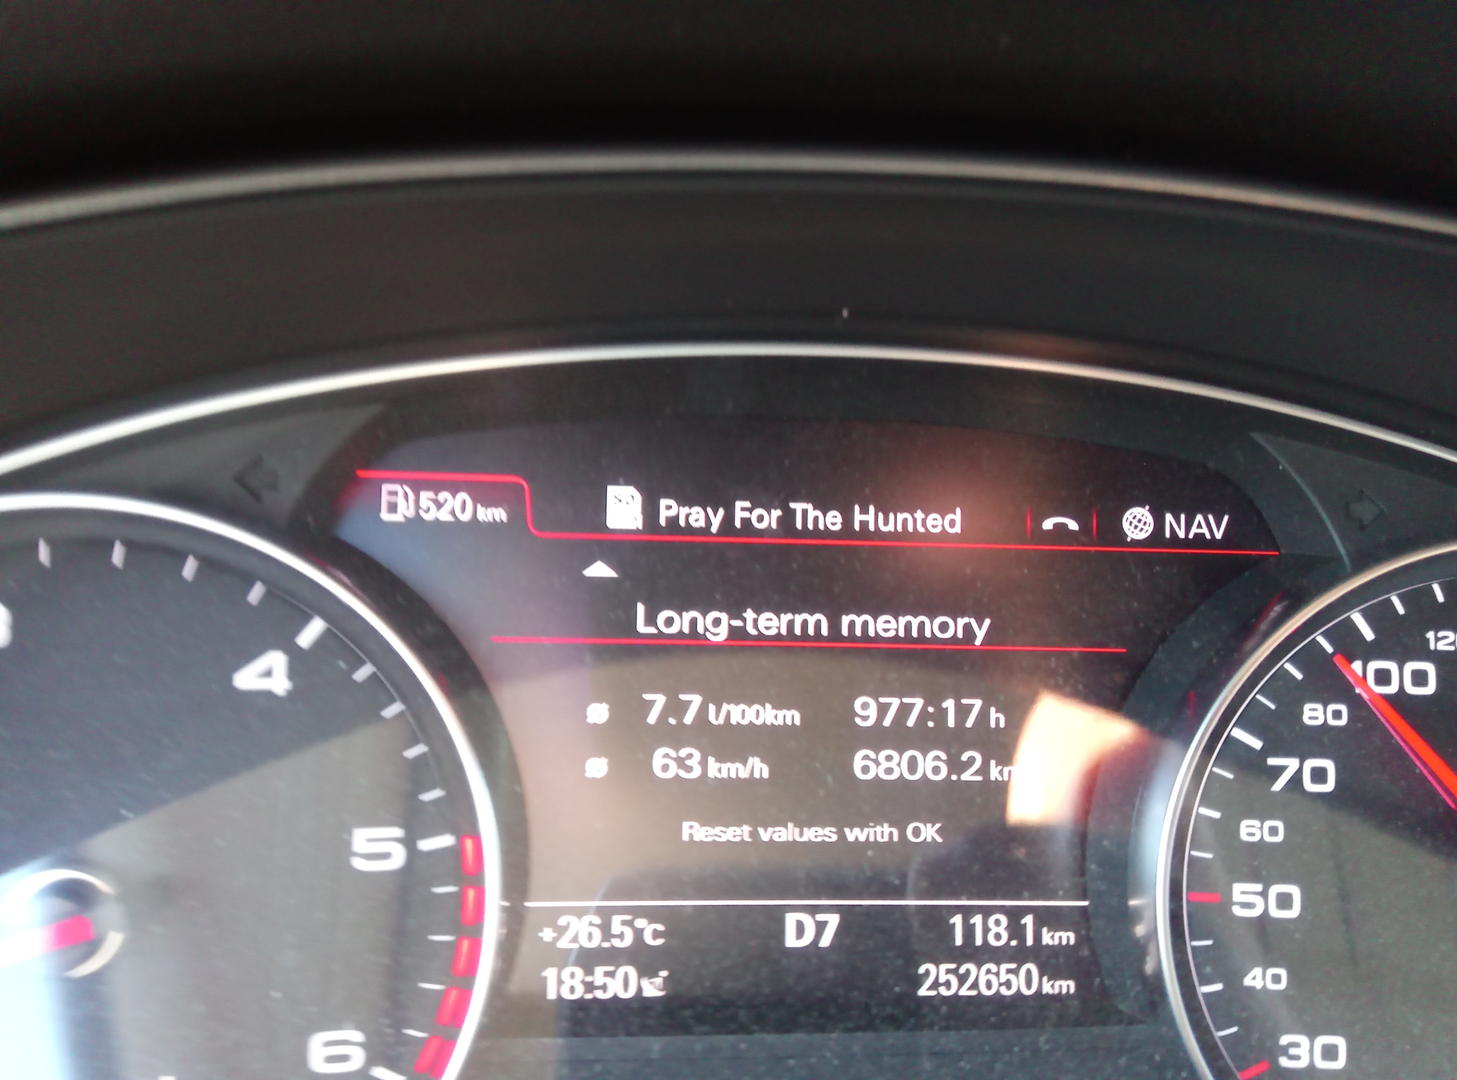 520 km Pray For The Hunted NAV
Long-term memory
ø 7.7 l/100km 977:17 h
ø 63 km/h 6806.2 km
Reset values with OK
+26.5°C D7 118.1 km
18:50 252650 km
4
5
6
100
80
70
60
50
40
30